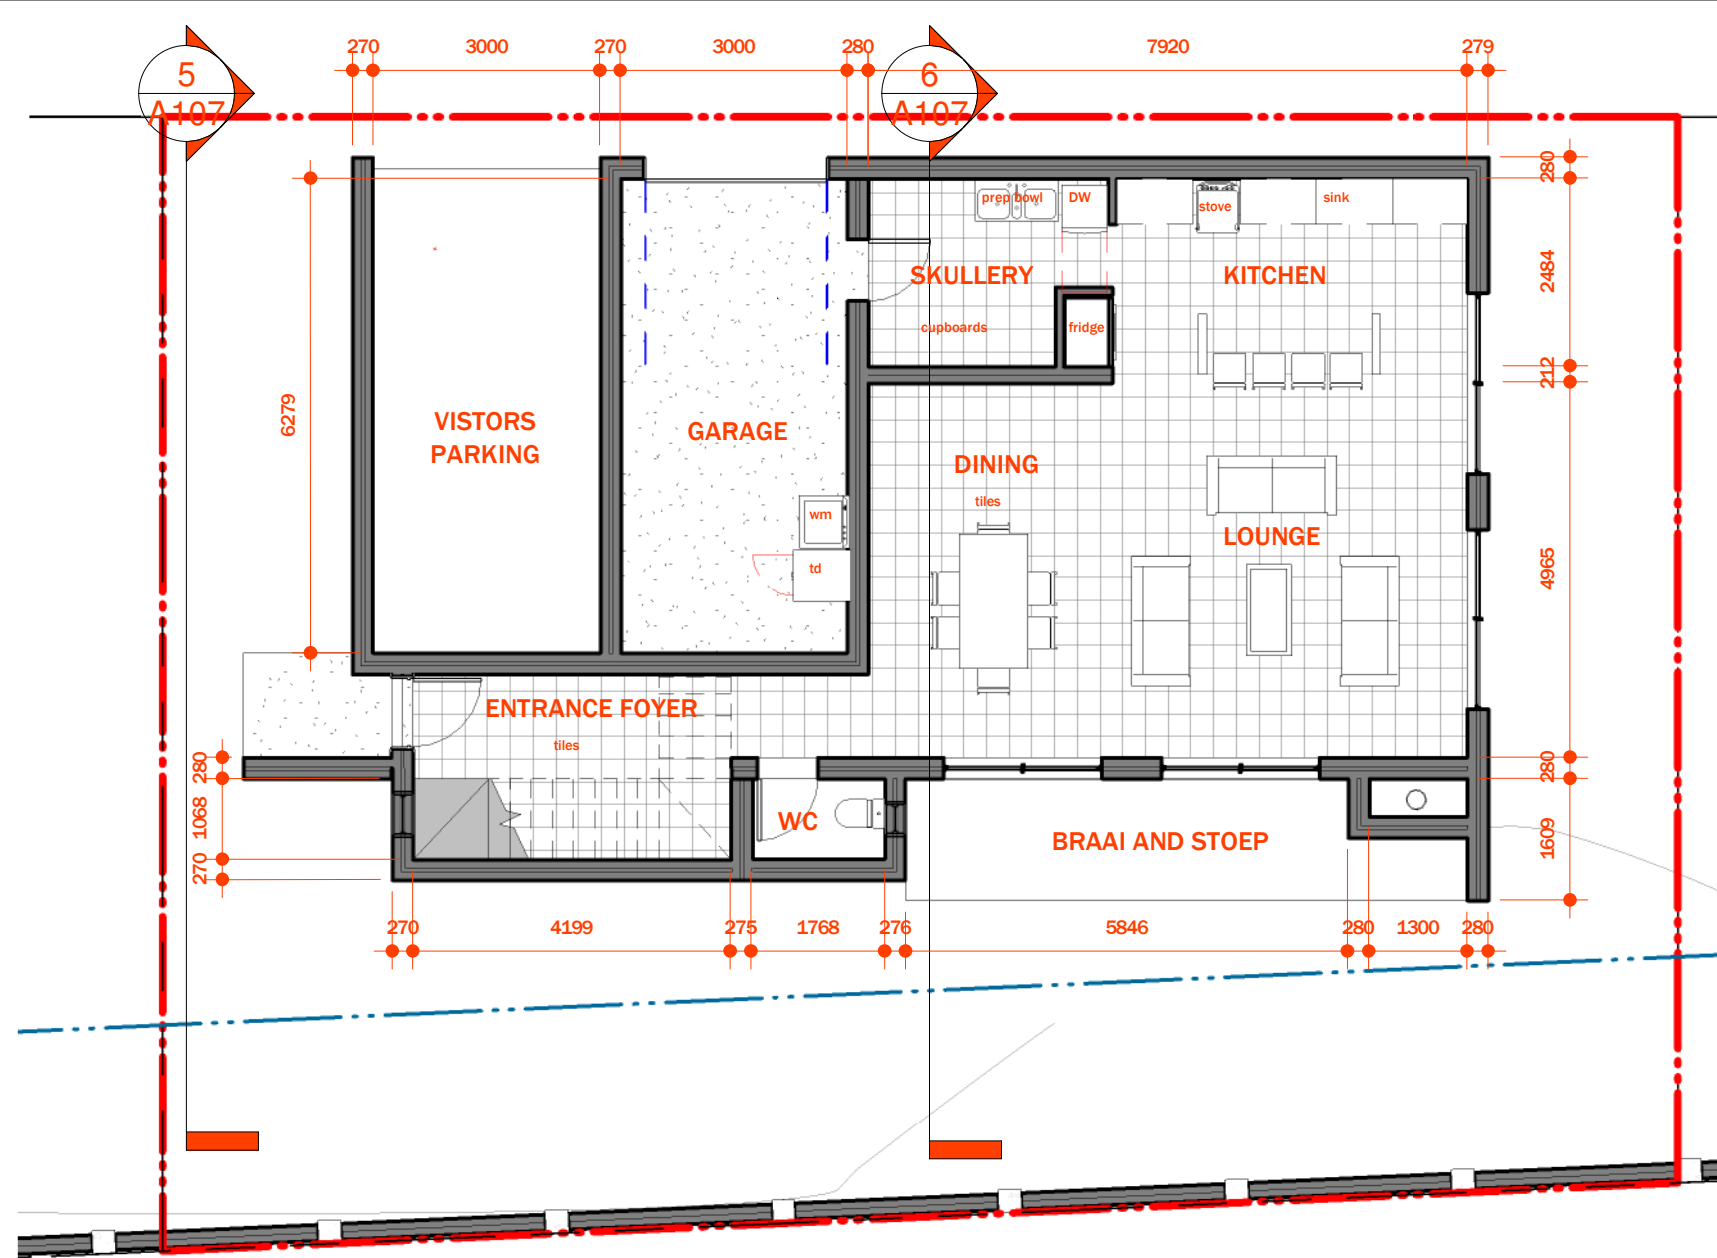 270 3000 270 3000 280 7920 279
5
A107
6
A107
280
prep bowl
DW
stove
sink
SKULLERY
KITCHEN
2484
cupboards
fridge
212
6279
VISTORS
PARKING
GARAGE
DINING
tiles
wm
LOUNGE
td
4965
ENTRANCE FOYER
tiles
280
280
1068
WC
BRAAI AND STOEP
1609
270
270 4199 275 1768 276 5846 280 1300 280